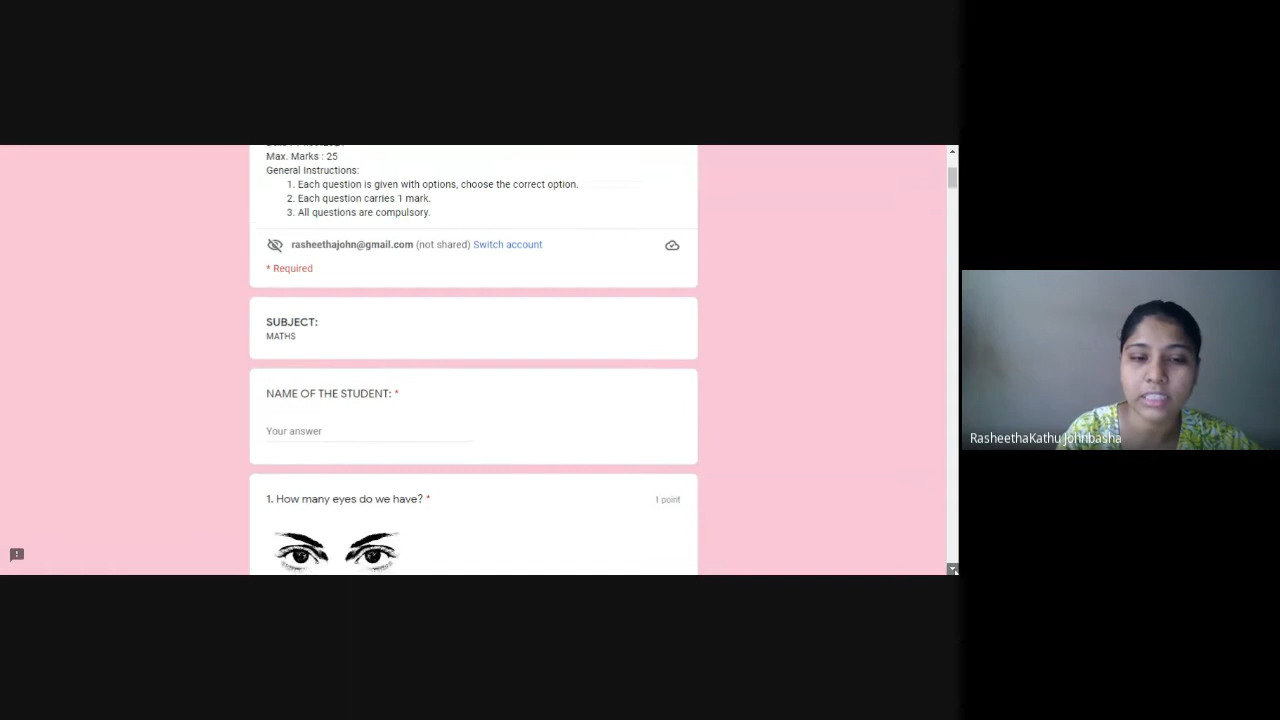 Max. Marks : 25
General Instructions:
1. Each question is given with options, choose the correct option.
2. Each question carries 1 mark.
3. All questions are compulsory.
rasheethajohn@gmail.com (not shared) Switch account
* Required
SUBJECT:
MATHS
NAME OF THE STUDENT: *
Your answer
1. How many eyes do we have? *
1 point
RasheethaKathu Johnbasha